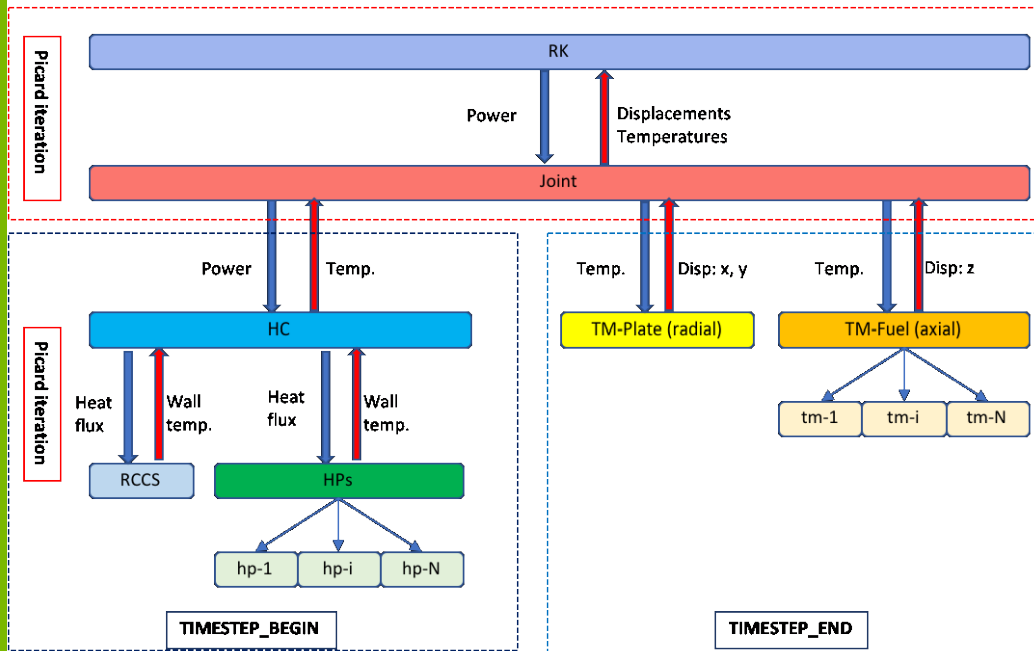 Picard iteration
RK
Power
Displacements
Temperatures
Joint
Power
Temp.
Temp.
Disp: x, y
Temp.
Disp: z
Picard iteration
HC
TM-Plate (radial)
TM-Fuel (axial)
Heat
flux
Wall
temp.
Heat
flux
Wall
temp.
tm-1
tm-i
tm-N
RCCS
HPs
hp-1
hp-i
hp-N
TIMESTEP_BEGIN
TIMESTEP_END